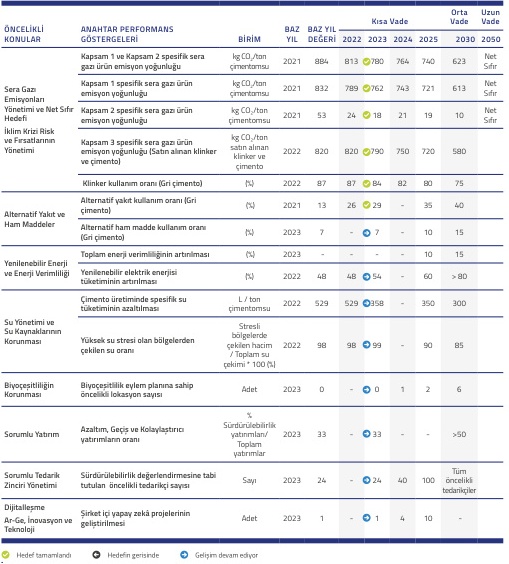 Orta Uzun
Kısa Vade Vade Vade
ÖNCELİKLİ KONULAR ANAHTAR PERFORMANS GÖSTERGELERİ BİRİM BAZ YIL BAZ YIL DEĞERİ 2022 2023 2024 2025 2030 2050
Sera Gazı Emisyonları Yönetimi ve Net Sıfır Hedefi
İklim Krizi Risk ve Fırsatlarının Yönetimi
Kapsam 1 ve Kapsam 2 spesifik sera gazı ürün emisyon yoğunluğu kg CO₂/ton çimentomsu 2021 884 813 780 764 740 623 Net Sıfır
Kapsam 1 spesifik sera gazı ürün emisyon yoğunluğu kg CO₂/ton çimentomsu 2021 832 789 762 743 721 613 Net Sıfır
Kapsam 2 spesifik sera gazı ürün emisyon yoğunluğu kg CO₂/ton çimentomsu 2021 53 24 18 21 19 10 Net Sıfır
Kapsam 3 spesifik sera gazı ürün emisyon yoğunluğu (Satın alınan klinker ve çimento) kg CO₂/ton satın alınan klinker ve çimento 2022 820 820 790 750 720 580
Klinker kullanım oranı (Gri çimento) (%) 2022 87 87 84 82 80 75
Alternatif Yakıt ve Ham Maddeler
Alternatif yakıt kullanım oranı (Gri çimento) (%) 2021 13 26 29 - 35 40
Alternatif ham madde kullanım oranı (Gri çimento) (%) 2023 7 - 7 - 10 15
Yenilenebilir Enerji ve Enerji Verimliliği
Toplam enerji verimliliğinin artırılması (%) 2023 - - - - 10 15
Yenilenebilir elektrik enerjisi tüketiminin artırılması (%) 2022 48 48 54 - 60 > 80
Su Yönetimi ve Su Kaynaklarının Korunması
Çimento üretiminde spesifik su tüketiminin azaltılması L / ton çimentomsu 2022 529 529 358 - 350 300
Yüksek su stresi olan bölgelerden çekilen su oranı Stresli bölgelerde çekilen hacim / Toplam su çekimi * 100 (%) 2022 98 98 99 - 90 85
Biyoçeşitliliğin Korunması Biyoçeşitlilik eylem planına sahip öncelikli lokasyon sayısı Adet 2023 0 - 0 1 2 6
Sorumlu Yatırım Azaltım, Geçiş ve Kolaylaştırıcı yatırımların oranı % Sürdürülebilirlik yatırımları/ Toplam yatırımlar 2023 33 - 33 - - >50
Sorumlu Tedarik Zinciri Yönetimi Sürdürülebilirlik değerlendirmesine tabi tutulan öncelikli tedarikçi sayısı Sayı 2023 24 - 24 40 100 Tüm öncelikli tedarikçiler
Dijitalleşme
Ar-Ge, İnovasyon ve Teknoloji Şirket içi yapay zekâ projelerinin geliştirilmesi Adet 2023 1 - 1 4 10 -
Hedef tamamlandı Hedefin gerisinde Gelişim devam ediyor